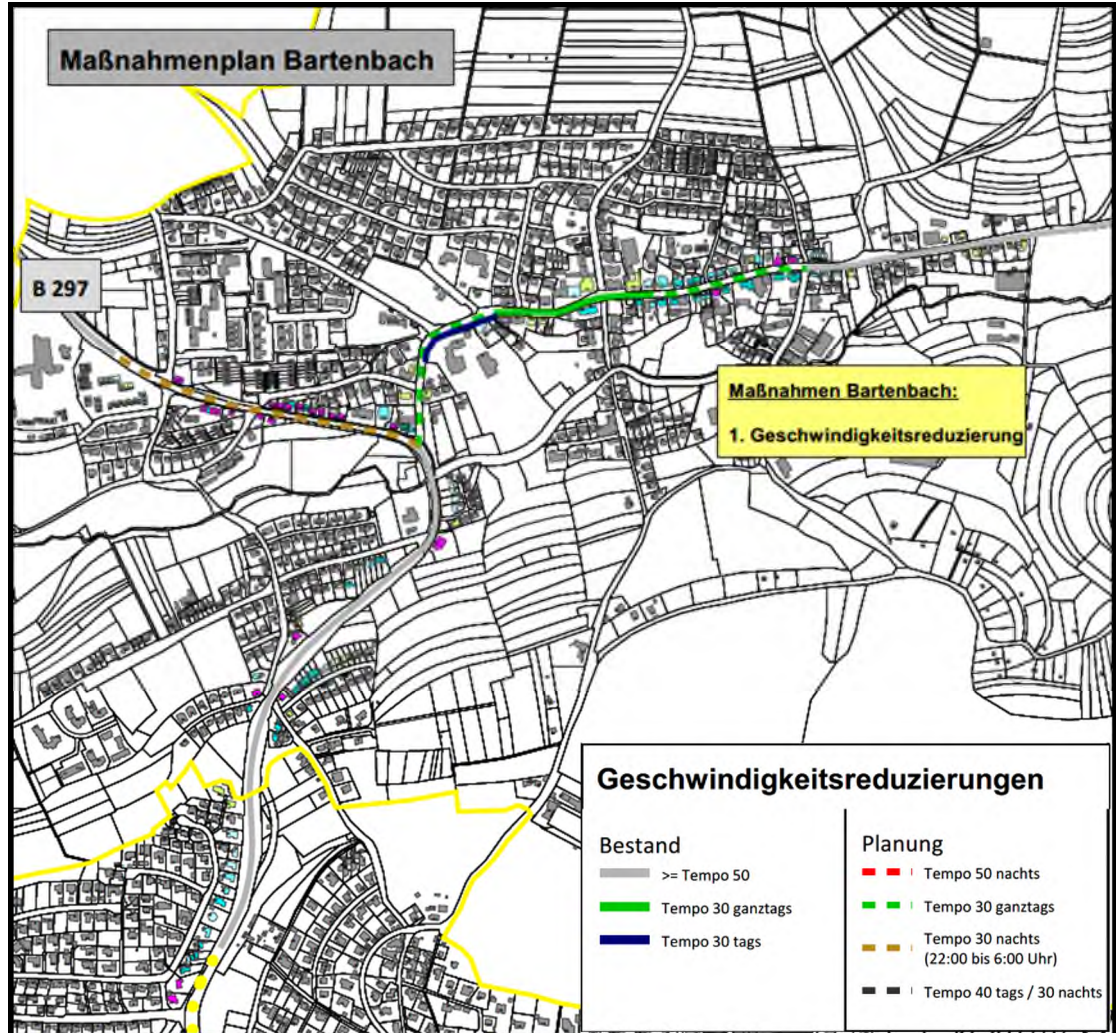 Maßnahmenplan Bartenbach
B 297
Maßnahmen Bartenbach:
1. Geschwindigkeitsreduzierung
Geschwindigkeitsreduzierungen
Bestand
>= Tempo 50
Tempo 30 ganztags
Tempo 30 tags
Planung
Tempo 50 nachts
Tempo 30 ganztags
Tempo 30 nachts
(22:00 bis 6:00 Uhr)
Tempo 40 tags / 30 nachts